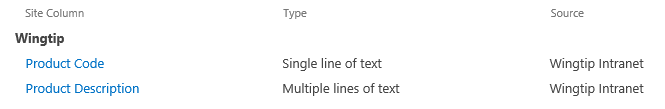 Site Column Type Source
Wingtip
Product Code Single line of text Wingtip Intranet
Product Description Multiple lines of text Wingtip Intranet